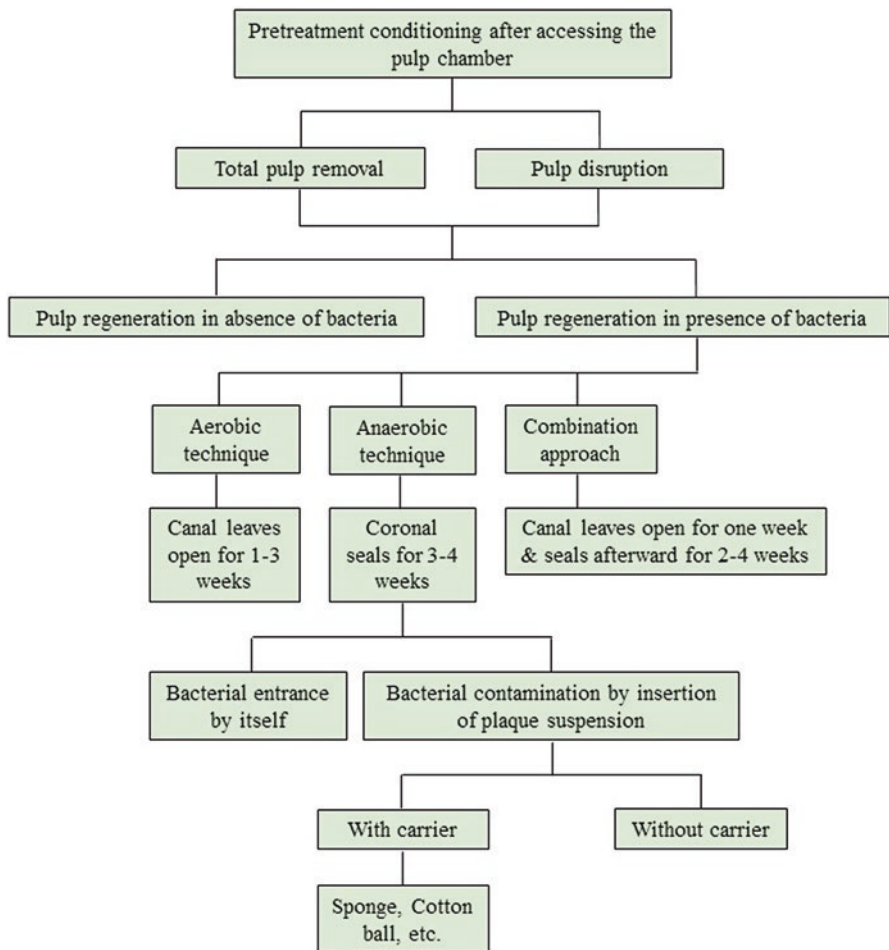 Pretreatment conditioning after accessing the
pulp chamber
Total pulp removal
Pulp disruption
Pulp regeneration in absence of bacteria
Pulp regeneration in presence of bacteria
Aerobic
technique
Anaerobic
technique
Combination
approach
Canal leaves
open for 1-3
weeks
Coronal
seals for 3-4
weeks
Canal leaves open for one week
& seals afterward for 2-4 weeks
Bacterial entrance
by itself
Bacterial contamination by insertion
of plaque suspension
With carrier
Without carrier
Sponge, Cotton
ball, etc.